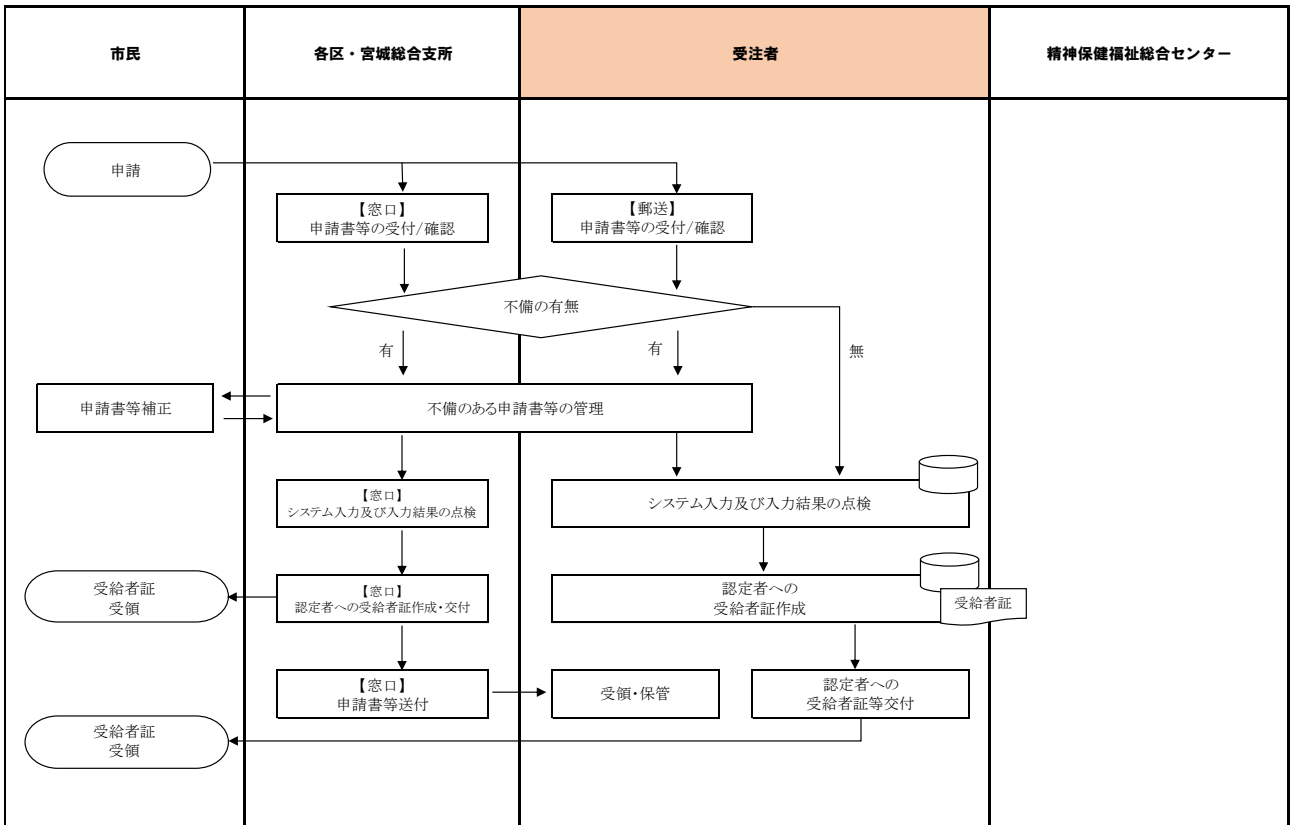 市民
各区・宮城総合支所
受注者
精神保健福祉総合センター
申請
【窓口】
申請書等の受付/確認
【郵送】
申請書等の受付/確認
不備の有無
有
有
無
申請書等補正
不備のある申請書等の管理
【窓口】
システム入力及び入力結果の点検
システム入力及び入力結果の点検
受給者証
受領
【窓口】
認定者への受給者証作成・交付
認定者への
受給者証作成
受給者証
【窓口】
申請書等送付
受領・保管
認定者への
受給者証等交付
受給者証
受領